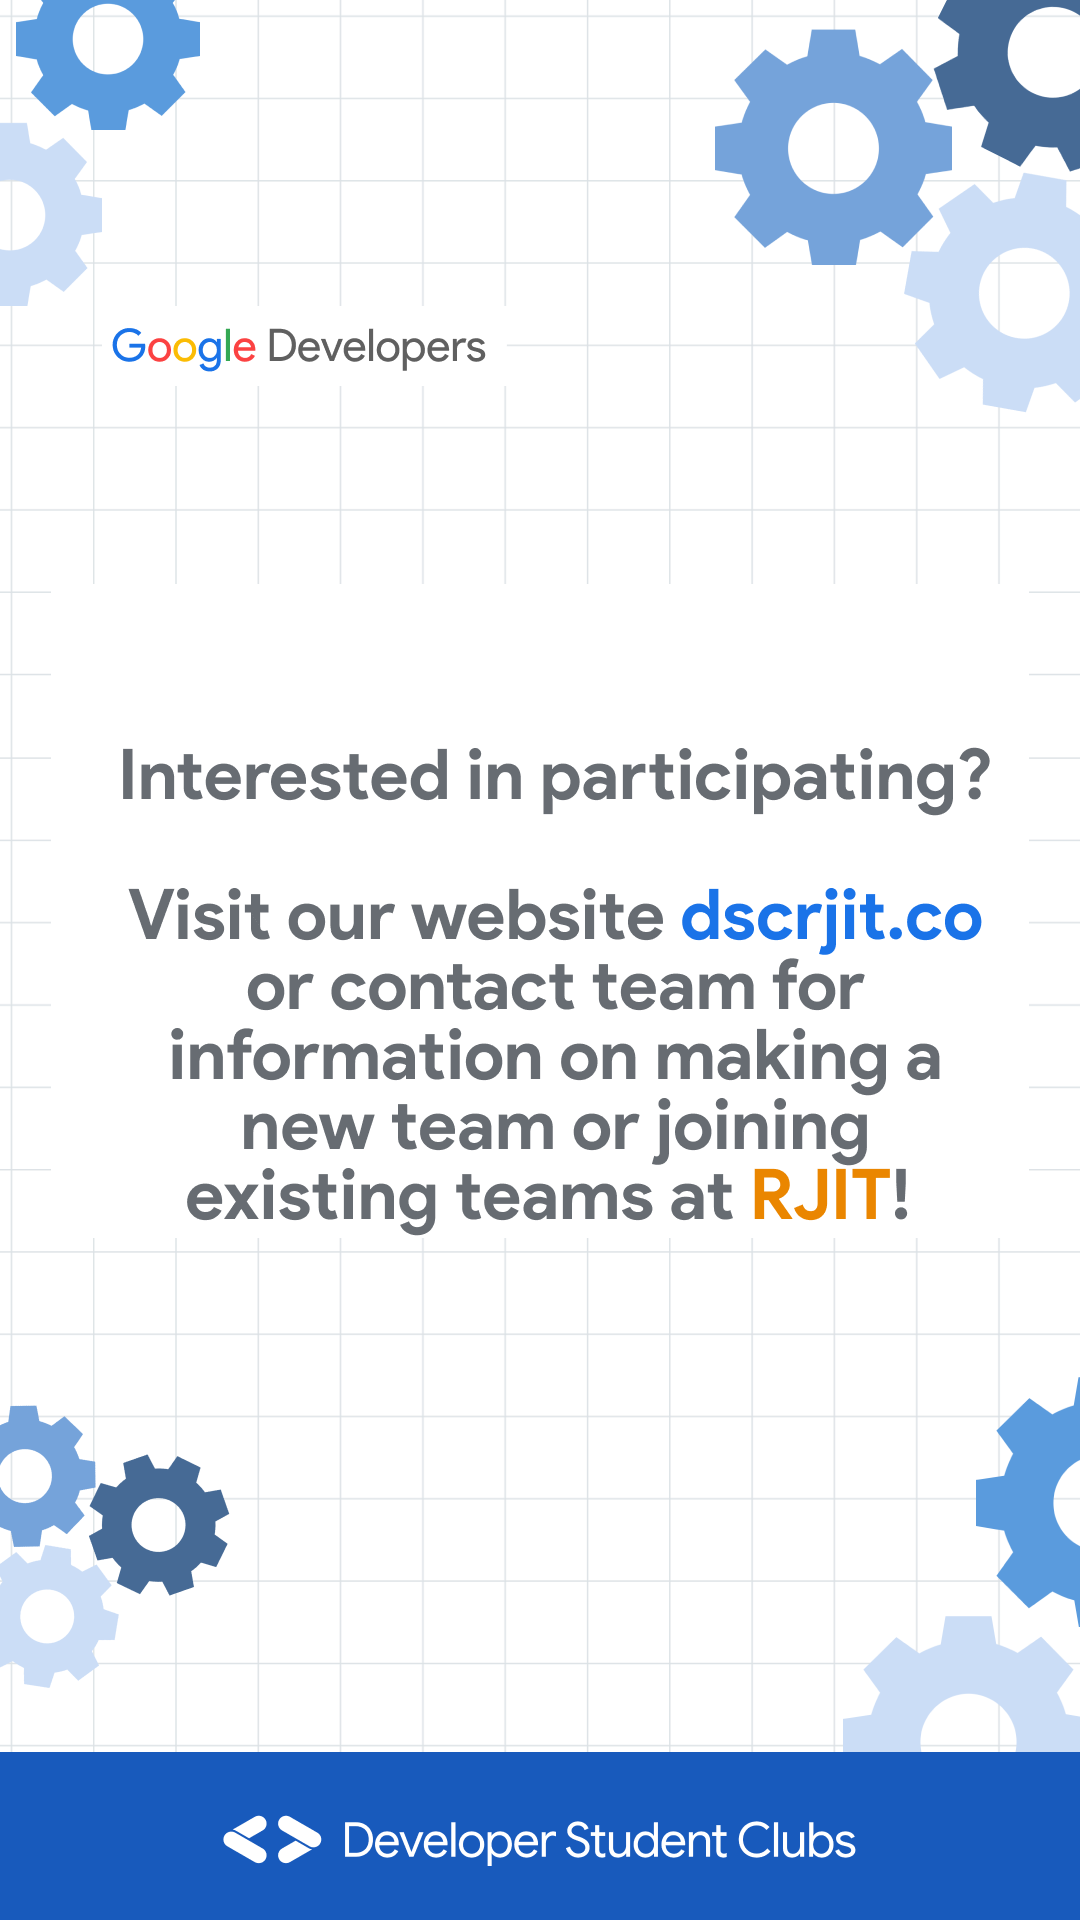 Google Developers
Interested in participating?
Visit our website dscrjit.co
or contact team for
information on making a
new team or joining
existing teams at RJIT!
Developer Student Clubs